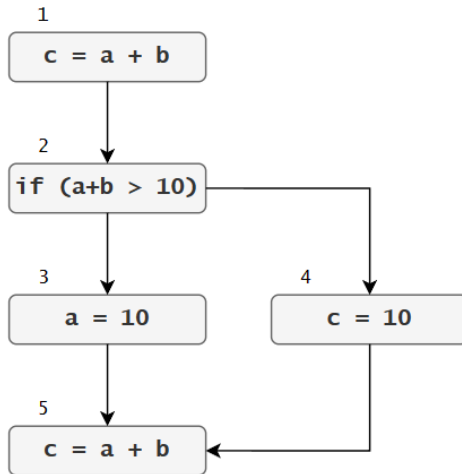 1
c = a + b
2
if (a+b > 10)
3
4
a = 10
c = 10
5
c = a + b